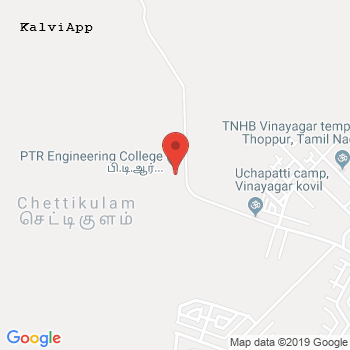 KalviApp
TNHB Vinayagar temp
Thoppur, Tamil Nad
PTR Engineering College
பி.டி.ஆர்...
Uchapatti camp,
Vinayagar kovil
Chettikulam
செட்டிகுளம்
Google
Map data ©2019 Google